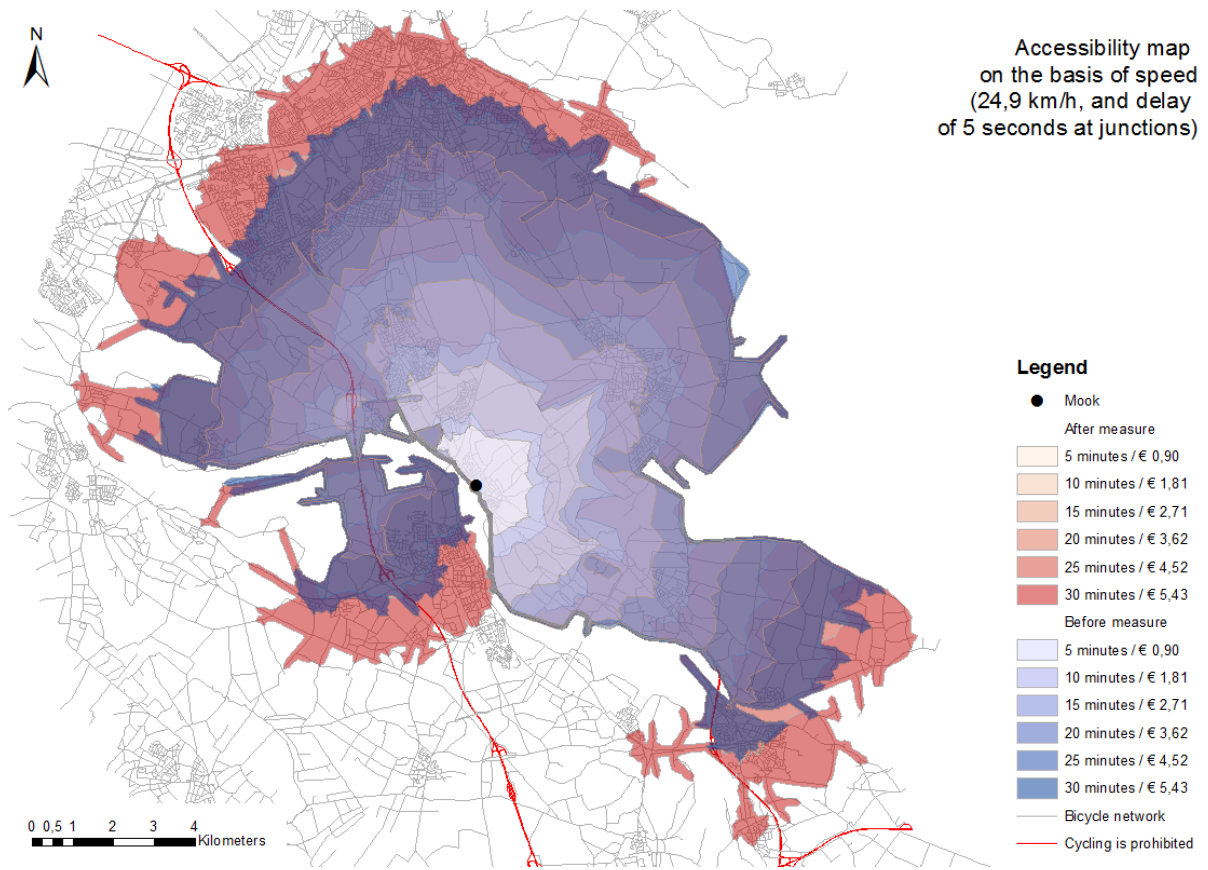 N
Accessibility map
on the basis of speed
(24,9 km/h, and delay
of 5 seconds at junctions)
Legend
Mook
After measure
5 minutes / € 0,90
10 minutes / € 1,81
15 minutes / € 2,71
20 minutes / € 3,62
25 minutes / € 4,52
30 minutes / € 5,43
Before measure
5 minutes / € 0,90
10 minutes / € 1,81
15 minutes / € 2,71
20 minutes / € 3,62
25 minutes / € 4,52
30 minutes / € 5,43
Bicycle network
Cycling is prohibited
0 0,5 1 2 3 4
Kilometers